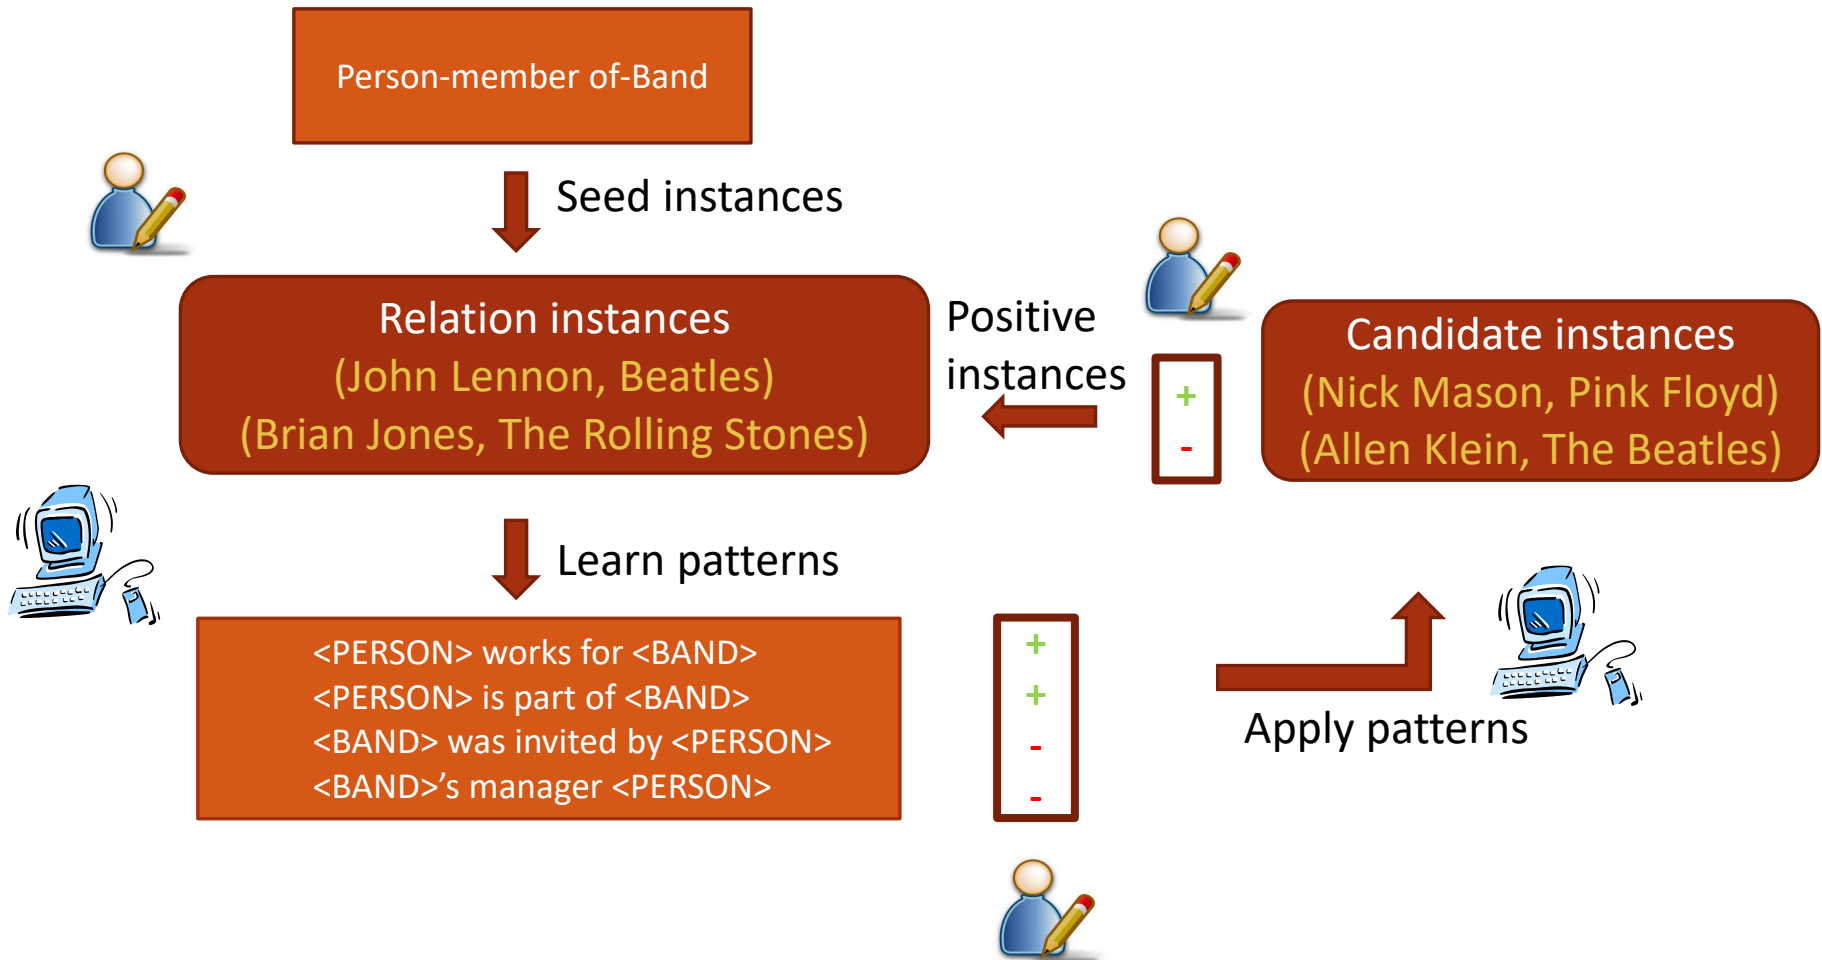 Person-member of-Band
Seed instances
Relation instances
(John Lennon, Beatles)
(Brian Jones, The Rolling Stones)
Positive
instances
+
-
Candidate instances
(Nick Mason, Pink Floyd)
(Allen Klein, The Beatles)
Learn patterns
<PERSON> works for <BAND>
<PERSON> is part of <BAND>
<BAND> was invited by <PERSON>
<BAND>’s manager <PERSON>
+
+
-
-
Apply patterns